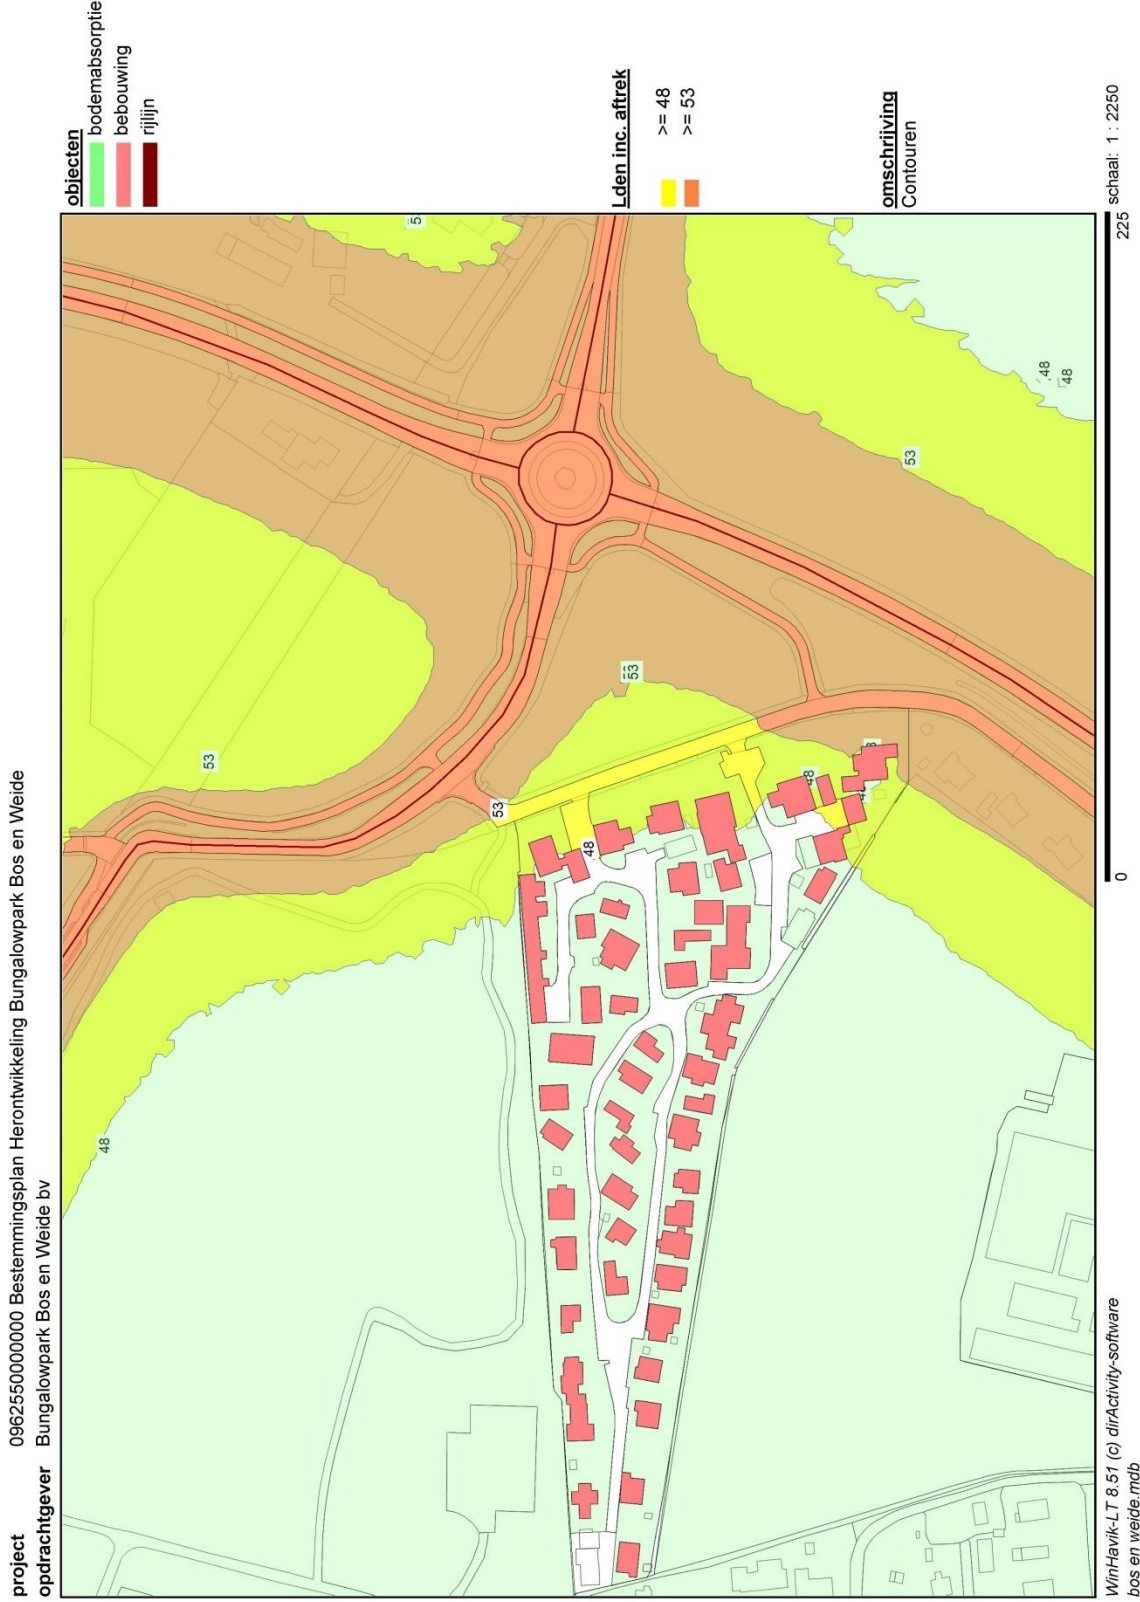 project 09625500000000 Bestemmingsplan Herontwikkeling Bungalowpark Bos en Weide
opdrachtgever Bungalowpark Bos en Weide bv
objecten
bodemabsorptie
bebouwing
rijlijn
Lden inc. aftrek
>= 48
>= 53
omschrijving
Contouren
53
53
53
53
48
48
48
48
48
0
225
schaal: 1 : 2250
WinHavik-LT 8.51 (c) dirActivity-software
bos en weide.mdb